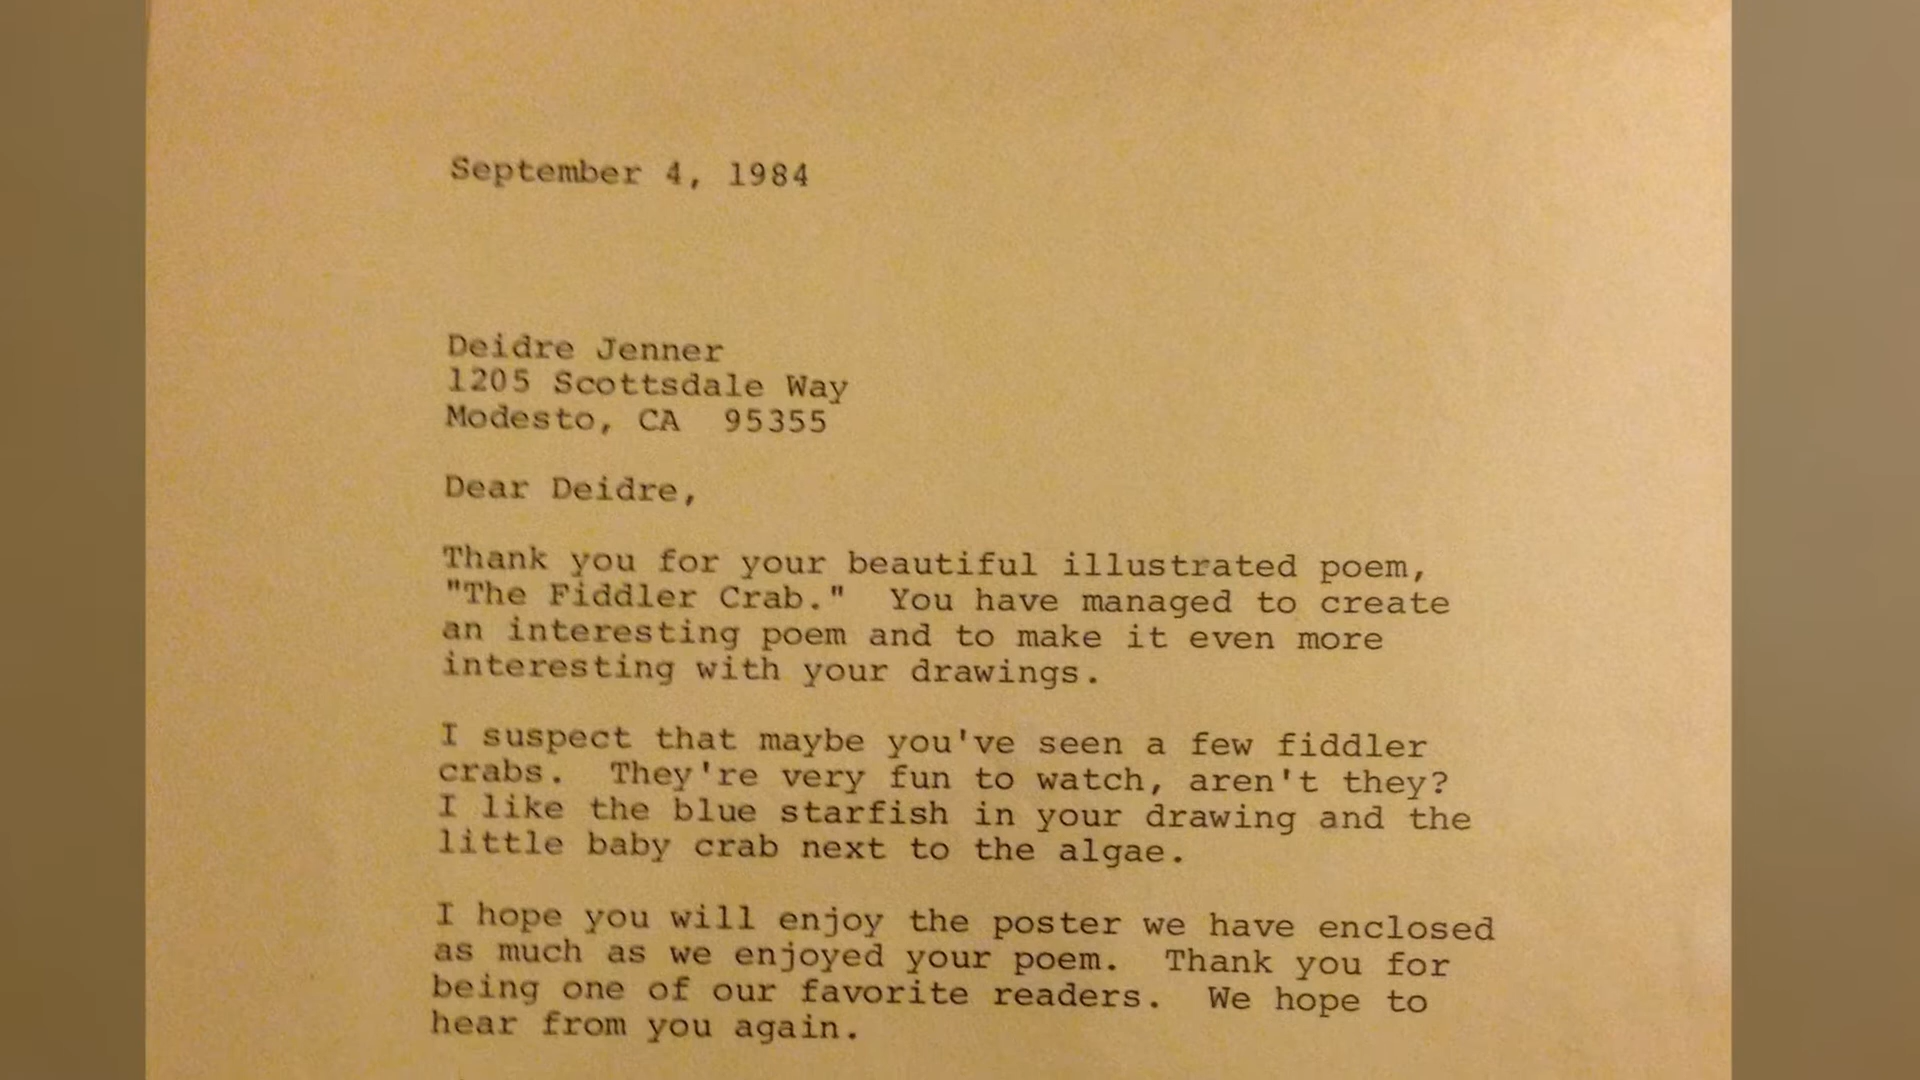 September 4, 1984
Deidre Jenner
1205 Scottsdale Way
Modesto, CA  95355
Dear Deidre,
Thank you for your beautiful illustrated poem,
"The Fiddler Crab."  You have managed to create
an interesting poem and to make it even more
interesting with your drawings.
I suspect that maybe you've seen a few fiddler
crabs.  They're very fun to watch, aren't they?
I like the blue starfish in your drawing and the
little baby crab next to the algae.
I hope you will enjoy the poster we have enclosed
as much as we enjoyed your poem.  Thank you for
being one of our favorite readers.  We hope to
hear from you again.